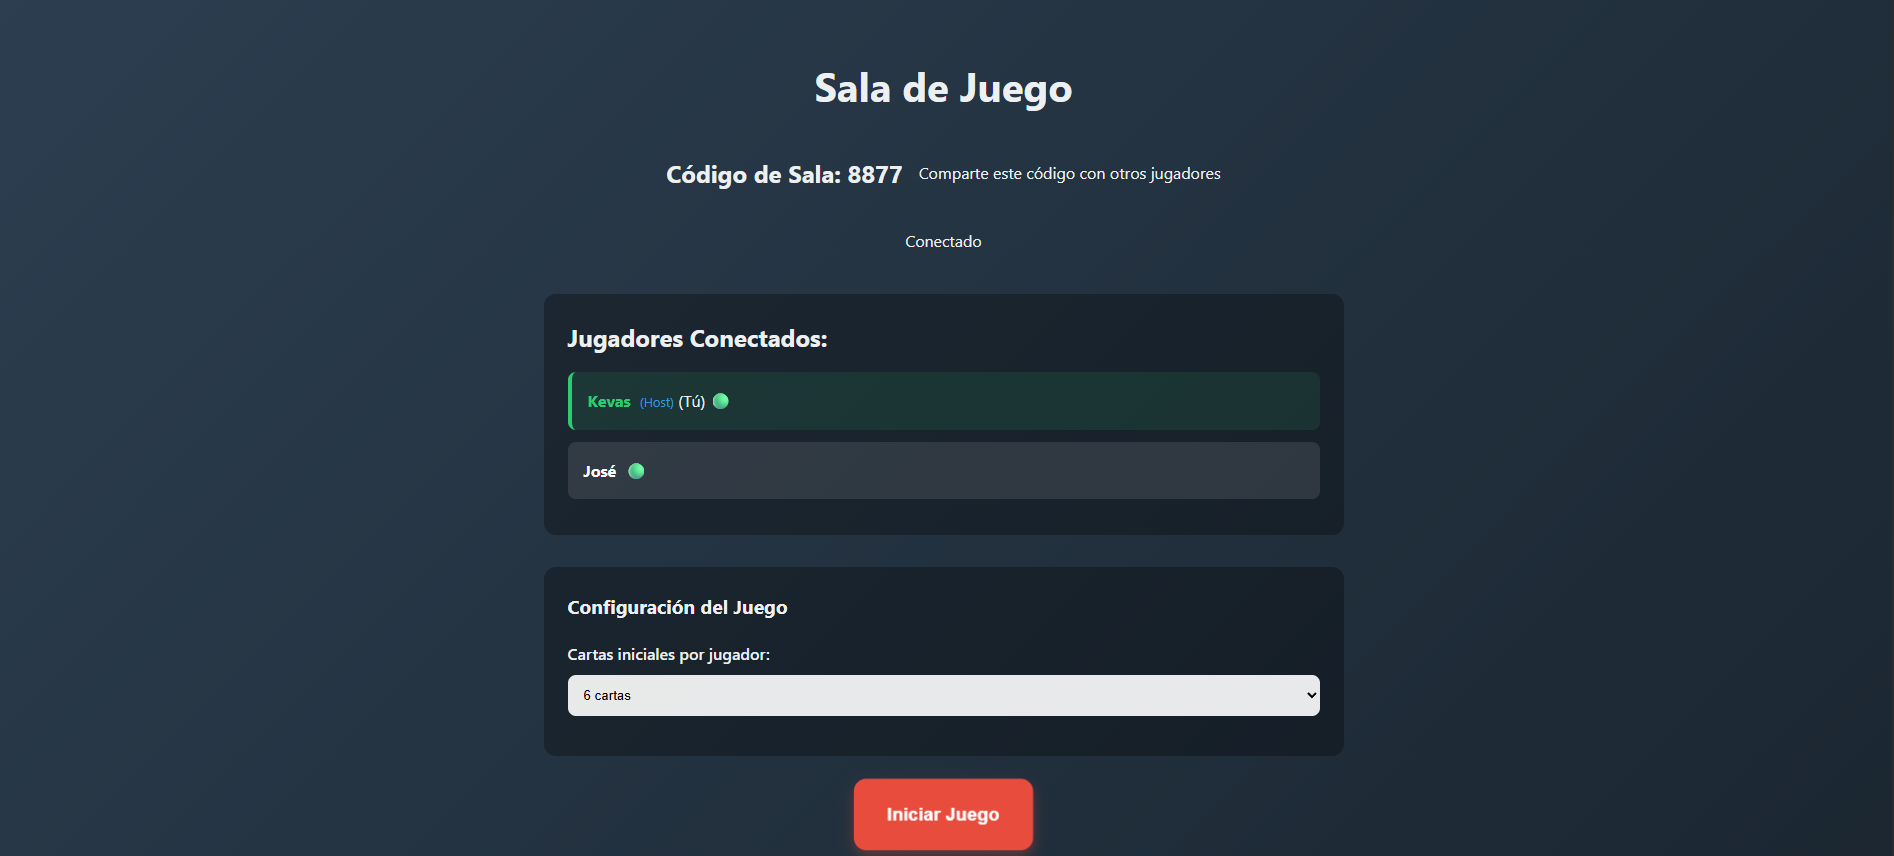 Sala de Juego
Código de Sala: 8877 Comparte este código con otros jugadores
Conectado
Jugadores Conectados:
Kevas (Host) (Tú)
José
Configuración del Juego
Cartas iniciales por jugador:
6 cartas
Iniciar Juego